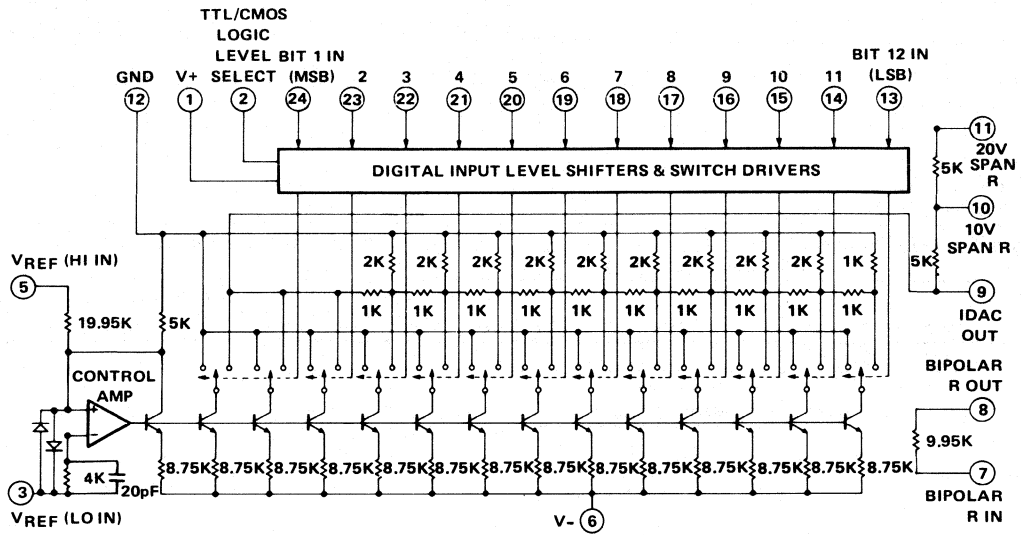 TTL/CMOS
LOGIC
LEVEL BIT 1 IN BIT 12 IN
GND V+ SELECT (MSB) 2 3 4 5 6 7 8 9 10 11 (LSB)
12 1 2 24 23 22 21 20 19 18 17 16 15 14 13
11
20V
SPAN
R
5K
DIGITAL INPUT LEVEL SHIFTERS & SWITCH DRIVERS
10
10V
SPAN R
5K
2K 2K 2K 2K 2K 2K 2K 2K 2K 1K
1K 1K 1K 1K 1K 1K 1K 1K 1K
9
IDAC
OUT
VREF (HI IN)
5
19.95K 5K
CONTROL
AMP
+
−
4K
20pF
3
VREF (LO IN)
8.75K 8.75K 8.75K 8.75K 8.75K 8.75K 8.75K 8.75K 8.75K 8.75K 8.75K 8.75K 8.75K 8.75K
V- 6
BIPOLAR
R OUT
8
9.95K
7
BIPOLAR
R IN